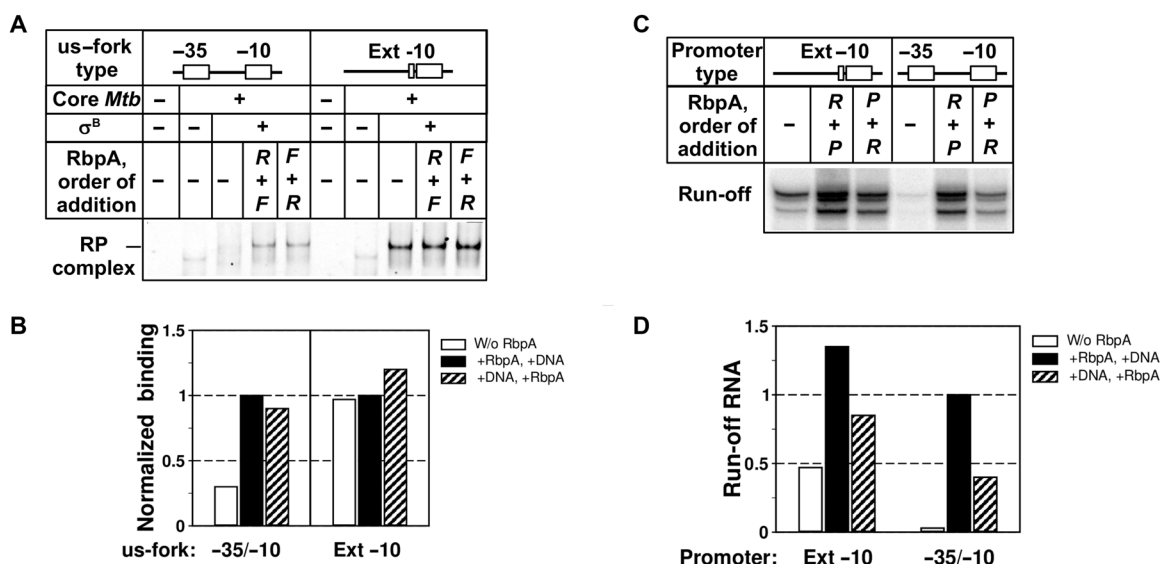 A
us–fork type –35 –10 Ext -10
Core Mtb – + – +
σB – – + – – +
RbpA, order of addition – – – R + F F + R – – – R + F F + R
RP complex
B
Normalized binding
1.5
1
0.5
0
W/o RbpA
+RbpA, +DNA
+DNA, +RbpA
us-fork: –35/–10 Ext –10
C
Promoter type Ext –10 –35 –10
RbpA, order of addition – R + P P + R – R + P P + R
Run-off
D
Run-off RNA
1.5
1
0.5
0
W/o RbpA
+RbpA, +DNA
+DNA, +RbpA
Promoter: Ext –10 –35/–10